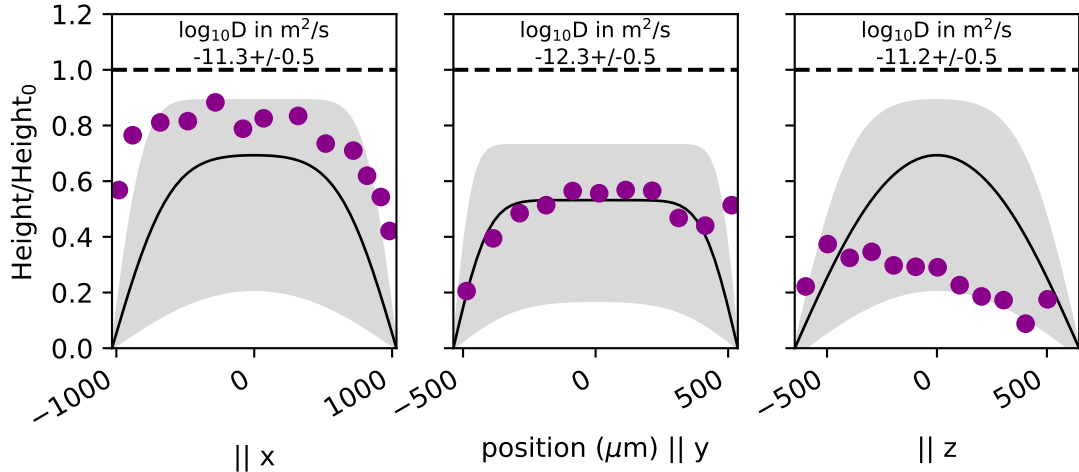 1.2
1.0
0.8
0.6
0.4
0.2
0.0
Height/Height₀
log₁₀D in m²/s
-11.3+/-0.5
log₁₀D in m²/s
-12.3+/-0.5
log₁₀D in m²/s
-11.2+/-0.5
−1000 0 1000
−500 0 500
−500 0 500
|| x
position (μm) || y
|| z